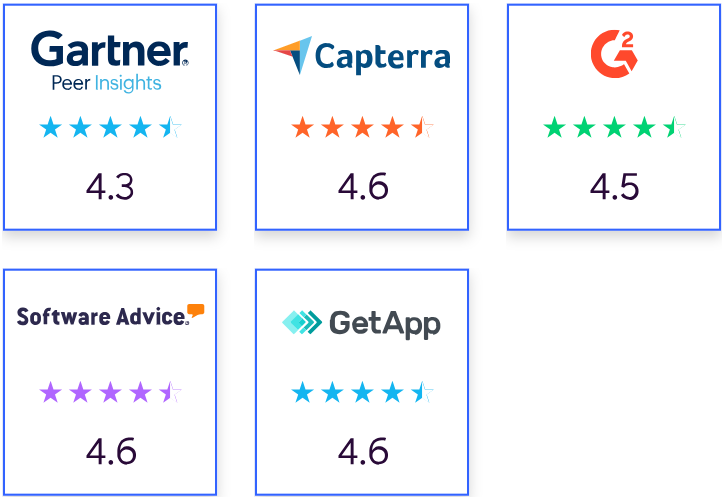 Gartner®
Peer Insights
4.3
Capterra
4.6
G2
4.5
Software Advice®
4.6
GetApp
4.6